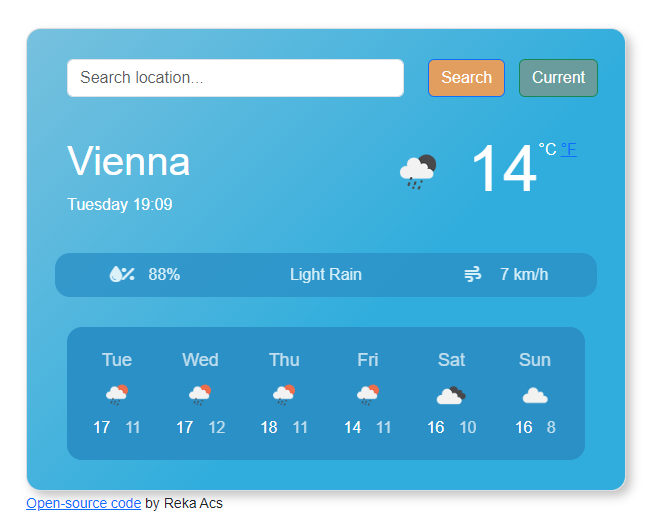 Search location... Search Current
Vienna 14 °C °F
Tuesday 19:09
88% Light Rain 7 km/h
Tue Wed Thu Fri Sat Sun
17 11 17 12 18 11 14 11 16 10 16 8
Open-source code by Reka Acs